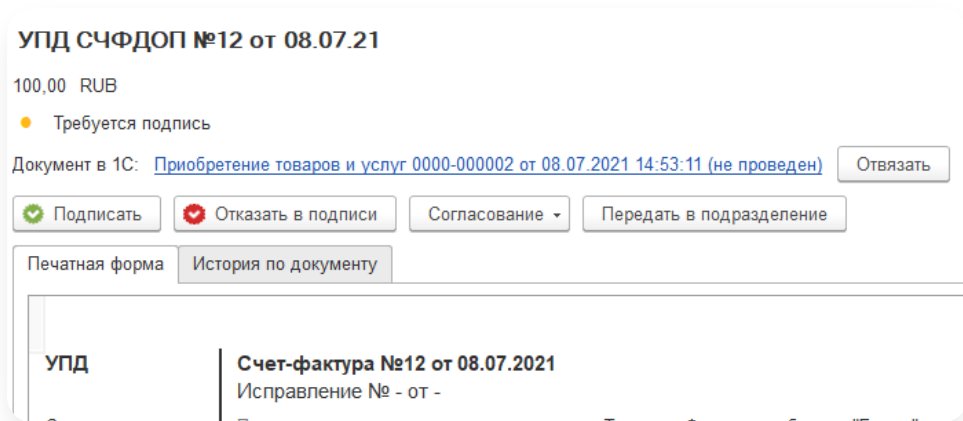 УПД СЧФДОП №12 от 08.07.21
100,00 RUB
Требуется подпись
Документ в 1С: Приобретение товаров и услуг 0000-000002 от 08.07.2021 14:53:11 (не проведен) Отвязать
Подписать Отказать в подписи Согласование Передать в подразделение
Печатная форма История по документу
УПД Счет-фактура №12 от 08.07.2021
Исправление № - от -